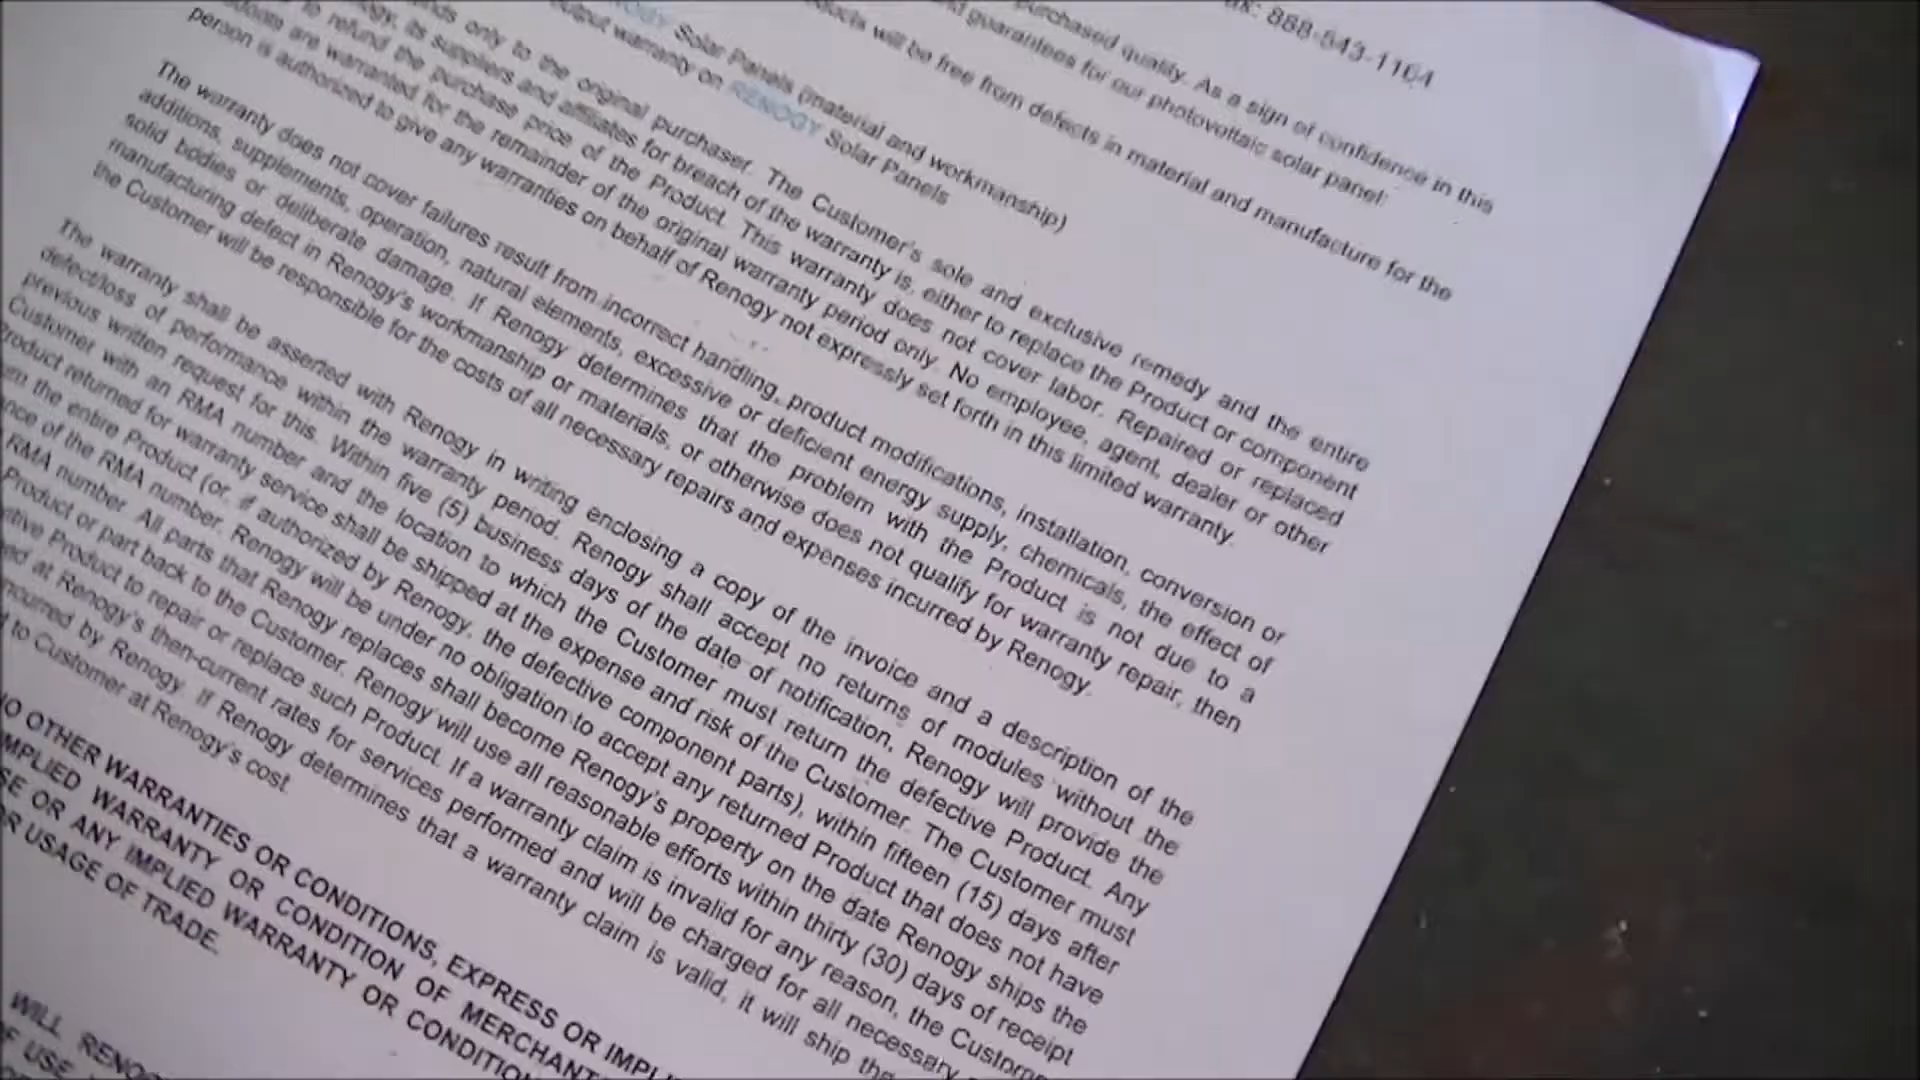 ax: 888-543-1164
purchased quality. As a sign of confidence in this
and guarantees for our photovoltaic solar panel:
products will be free from defects in material and manufacture for the
RENOGY Solar Panels (material and workmanship)
output warranty on RENOGY Solar Panels
only to the original purchaser. The Customer's sole and exclusive remedy and the entire
its suppliers and affiliates for breach of the warranty is, either to replace the Product or component
to refund the purchase price of the Product. This warranty does not cover labor. Repaired or replaced
are warranted for the remainder of the original warranty period only. No employee, agent, dealer or other
person is authorized to give any warranties on behalf of Renogy not expressly set forth in this limited warranty.
The warranty does not cover failures result from incorrect handling, product modifications, installation, conversion or
additions, supplements, operation, natural elements, excessive or deficient energy supply, chemicals, the effect of
solid bodies or deliberate damage. If Renogy determines that the problem with the Product is not due to a
manufacturing defect in Renogy's workmanship or materials, or otherwise does not qualify for warranty repair, then
the Customer will be responsible for the costs of all necessary repairs and expenses incurred by Renogy.
The warranty shall be asserted with Renogy in writing enclosing a copy of the invoice and a description of the
defect/loss of performance within the warranty period. Renogy shall accept no returns of modules without the
previous written request for this. Within five (5) business days of the date of notification, Renogy will provide the
Customer with an RMA number and the location to which the Customer must return the defective Product. Any
Product returned for warranty service shall be shipped at the expense and risk of the Customer. The Customer must
the entire Product (or, if authorized by Renogy, the defective component parts), within fifteen (15) days after
of the RMA number. Renogy will be under no obligation to accept any returned Product that does not have
RMA number. All parts that Renogy replaces shall become Renogy's property on the date Renogy ships the
Product or part back to the Customer. Renogy will use all reasonable efforts within thirty (30) days of receipt
Product to repair or replace such Product. If a warranty claim is invalid for any reason, the Custome
at Renogy's then-current rates for services performed and will be charged for all necessary
incurred by Renogy. If Renogy determines that a warranty claim is valid, it will ship the
to Customer at Renogy's cost.
NO OTHER WARRANTIES OR CONDITIONS, EXPRESS OR IMPLI
IMPLIED WARRANTY OR CONDITION OF MERCHANT
SE OR ANY IMPLIED WARRANTY OR CONDITION
OR USAGE OF TRADE.
WILL RENOG
OF USE